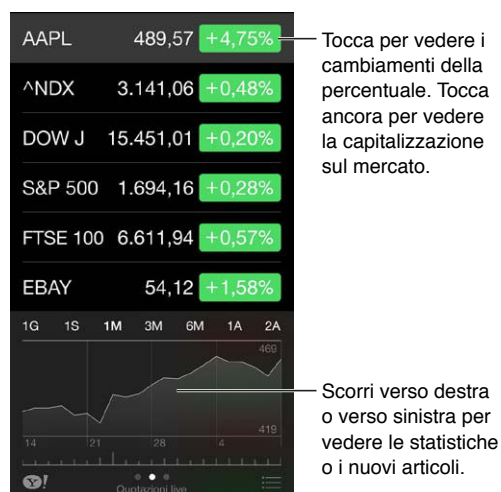 AAPL 489,57 +4,75%
^NDX 3.141,06 +0,48%
DOW J 15.451,01 +0,20%
S&P 500 1.694,16 +0,28%
FTSE 100 6.611,94 +0,57%
EBAY 54,12 +1,58%
1G 1S 1M 3M 6M 1A 2A
469
419
14 21 28 4
Y!
Quotazioni live
Tocca per vedere i
cambiamenti della
percentuale. Tocca
ancora per vedere
la capitalizzazione
sul mercato.
Scorri verso destra
o verso sinistra per
vedere le statistiche
o i nuovi articoli.